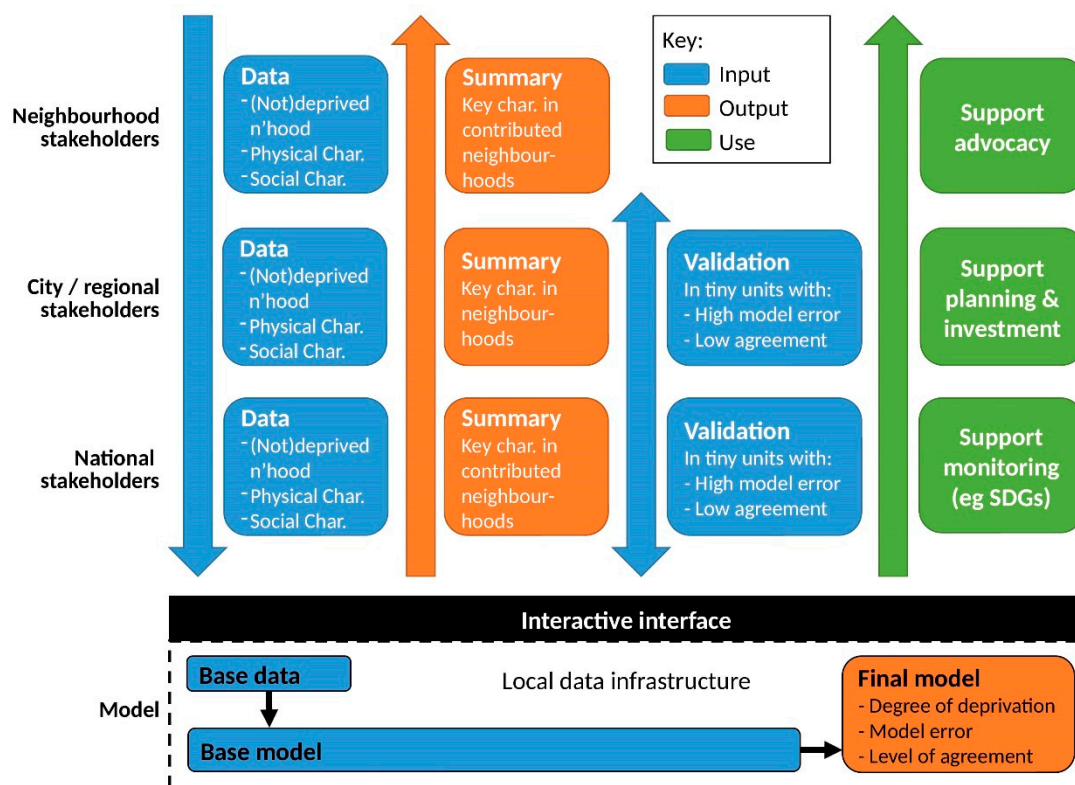 Key:
Input
Output
Use
Neighbourhood
stakeholders
Data
-(Not)deprived
n'hood
-Physical Char.
-Social Char.
Summary
Key char. in
contributed
neighbour-
hoods
Support
advocacy
City / regional
stakeholders
Data
-(Not)deprived
n'hood
-Physical Char.
-Social Char.
Summary
Key char. in
neighbour-
hoods
Validation
In tiny units with:
- High model error
- Low agreement
Support
planning &
investment
National
stakeholders
Data
-(Not)deprived
n'hood
-Physical Char.
-Social Char.
Summary
Key char. in
contributed
neighbour-
hoods
Validation
In tiny units with:
- High model error
- Low agreement
Support
monitoring
(eg SDGs)
Interactive interface
Model
Base data
Local data infrastructure
Base model
Final model
- Degree of deprivation
- Model error
- Level of agreement